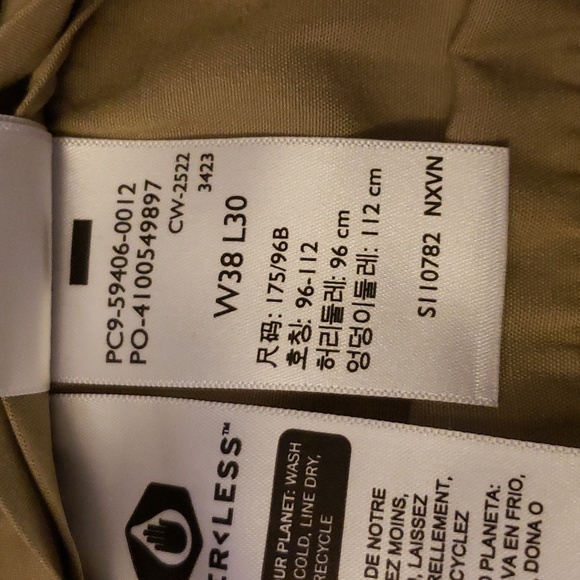 PC9-59406-0012
PO-4100549897
CW-2522
3423
W38 L30
尺码: 175/96B
호칭: 96-112
허리둘레: 96 cm
엉덩이둘레: 112 cm
S110782 NXVN
R<LESS™
UR PLANET: WASH
COLD, LINE DRY,
RECYCLE
DE NOTRE
EZ MOINS,
LAISSEZ
RELLEMENT,
CYCLEZ
PLANETA:
VA EN FRIO,
DONA O